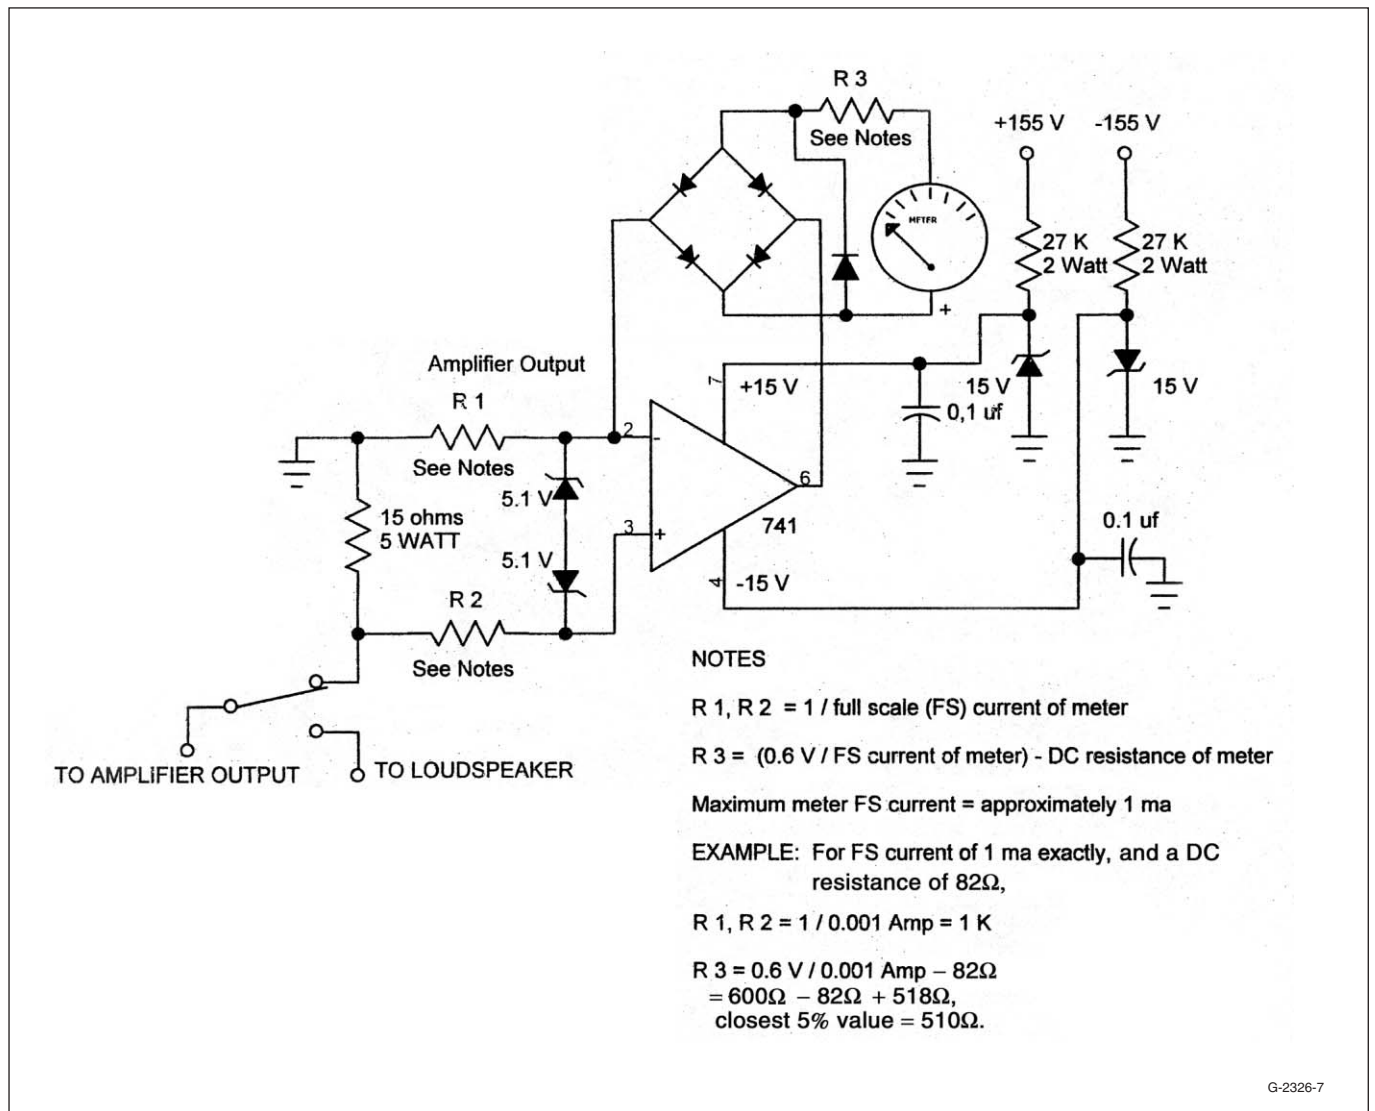 R 3
See Notes
+155 V
-155 V
METER
27 K
2 Watt
27 K
2 Watt
+
Amplifier Output
7
+15 V
15 V
15 V
0,1 uf
R 1
See Notes
2
-
5.1 V
6
15 ohms
5 WATT
3
+
741
0.1 uf
5.1 V
4
-15 V
R 2
See Notes
TO AMPLIFIER OUTPUT
TO LOUDSPEAKER
NOTES
R 1, R 2 = 1 / full scale (FS) current of meter
R 3 = (0.6 V / FS current of meter) - DC resistance of meter
Maximum meter FS current = approximately 1 ma
EXAMPLE: For FS current of 1 ma exactly, and a DC
resistance of 82Ω,
R 1, R 2 = 1 / 0.001 Amp = 1 K
R 3 = 0.6 V / 0.001 Amp − 82Ω
= 600Ω − 82Ω + 518Ω,
closest 5% value = 510Ω.
G-2326-7